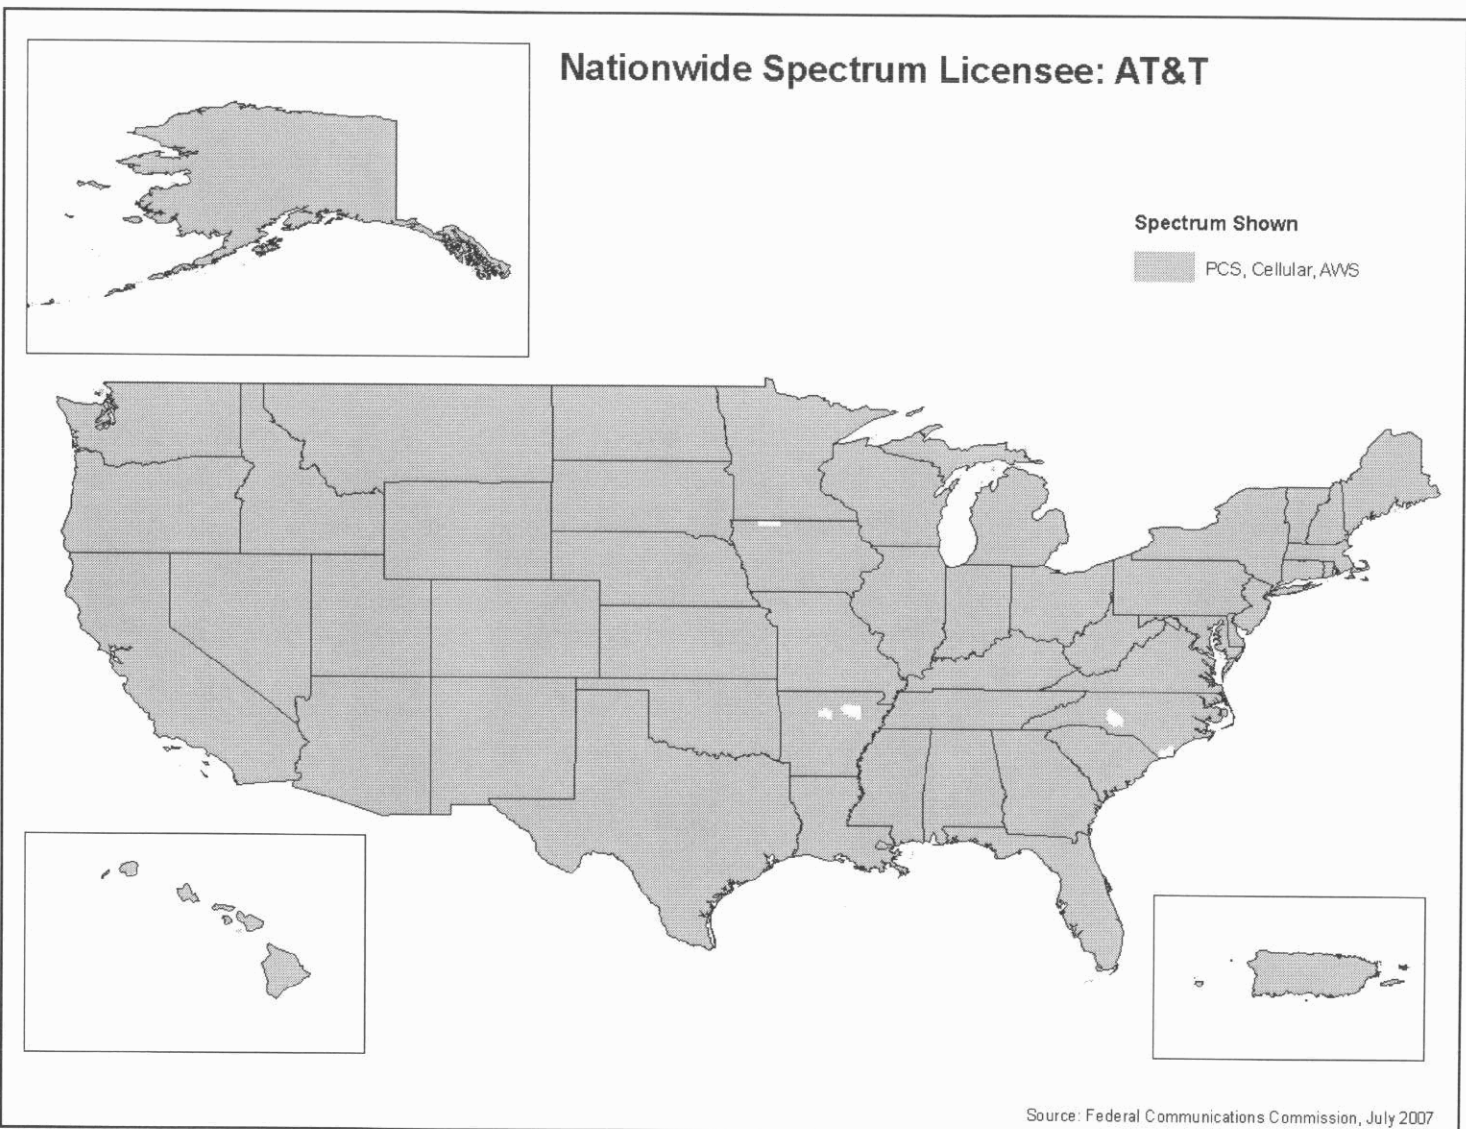 Nationwide Spectrum Licensee: AT&T
Spectrum Shown
PCS, Cellular, AWS
Source: Federal Communications Commission, July 2007